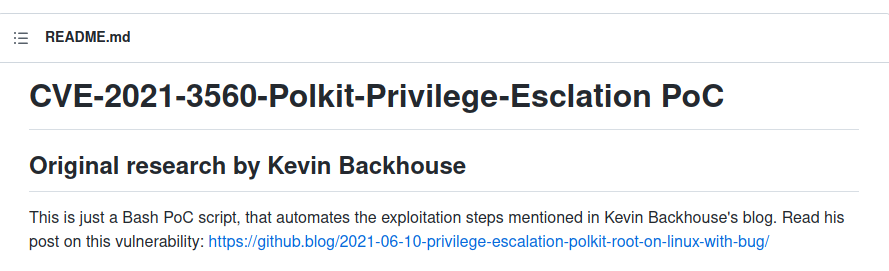 README.md
CVE-2021-3560-Polkit-Privilege-Esclation PoC
Original research by Kevin Backhouse
This is just a Bash PoC script, that automates the exploitation steps mentioned in Kevin Backhouse's blog. Read his
post on this vulnerability: https://github.blog/2021-06-10-privilege-escalation-polkit-root-on-linux-with-bug/